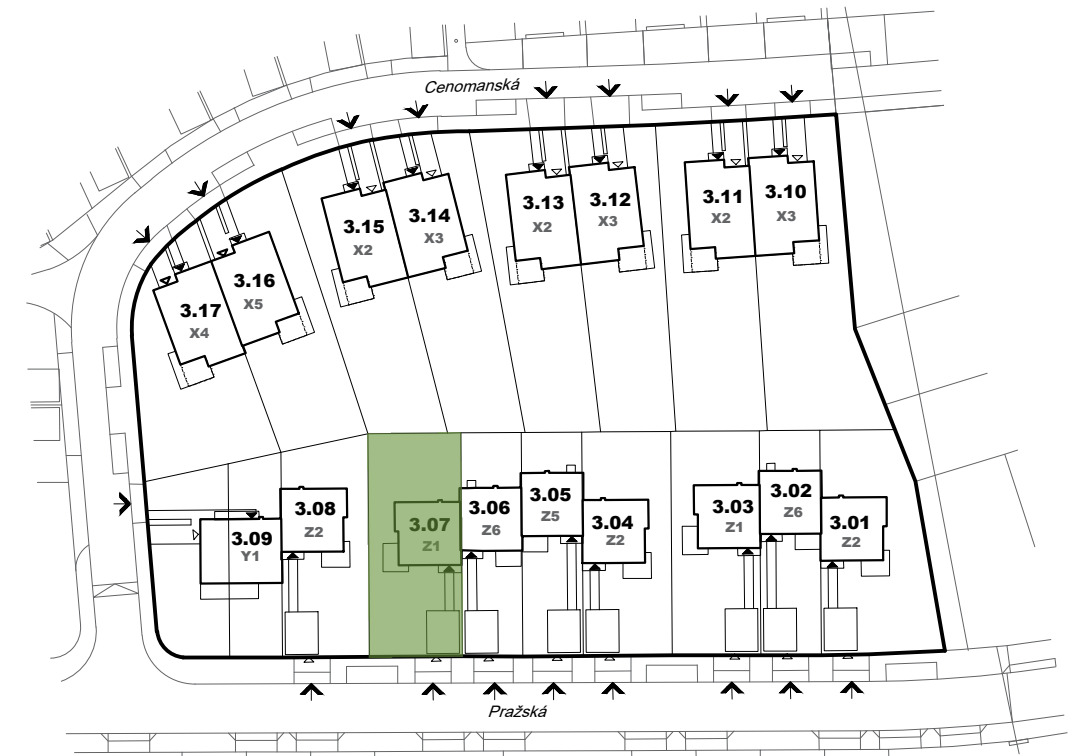 Cenomanská
3.17
X4
3.16
X5
3.15
X2
3.14
X3
3.13
X2
3.12
X3
3.11
X2
3.10
X3
3.09
Y1
3.08
Z2
3.07
Z1
3.06
Z6
3.05
Z5
3.04
Z2
3.03
Z1
3.02
Z6
3.01
Z2
Pražská